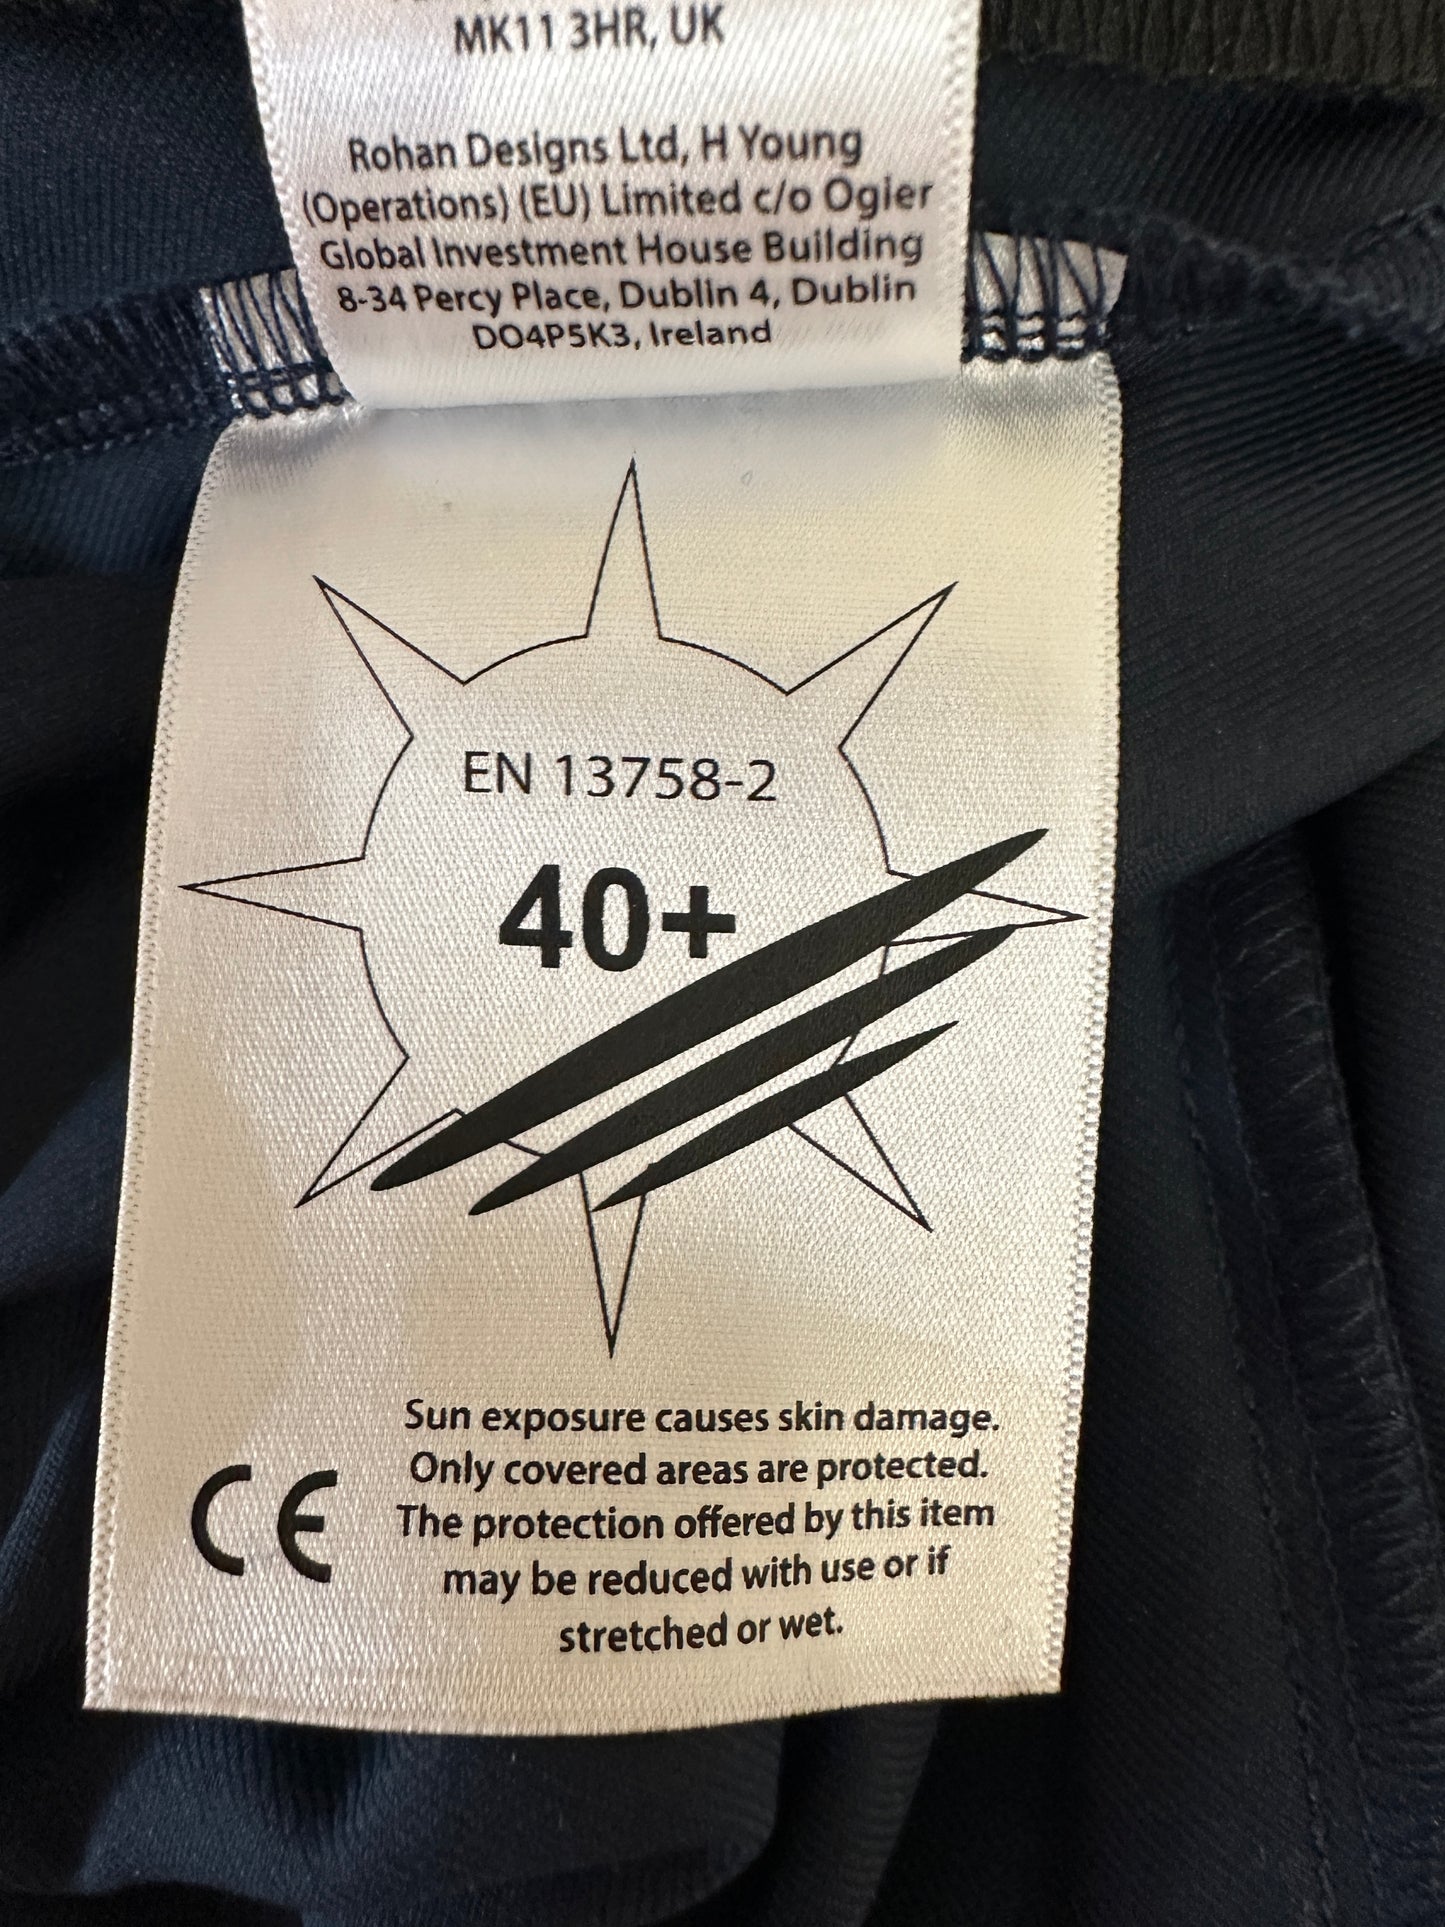 MK11 3HR, UK
Rohan Designs Ltd, H Young
(Operations) (EU) Limited c/o Ogier
Global Investment House Building
8-34 Percy Place, Dublin 4, Dublin
DO4P5K3, Ireland
EN 13758-2
40+
CE
Sun exposure causes skin damage.
Only covered areas are protected.
The protection offered by this item
may be reduced with use or if
stretched or wet.